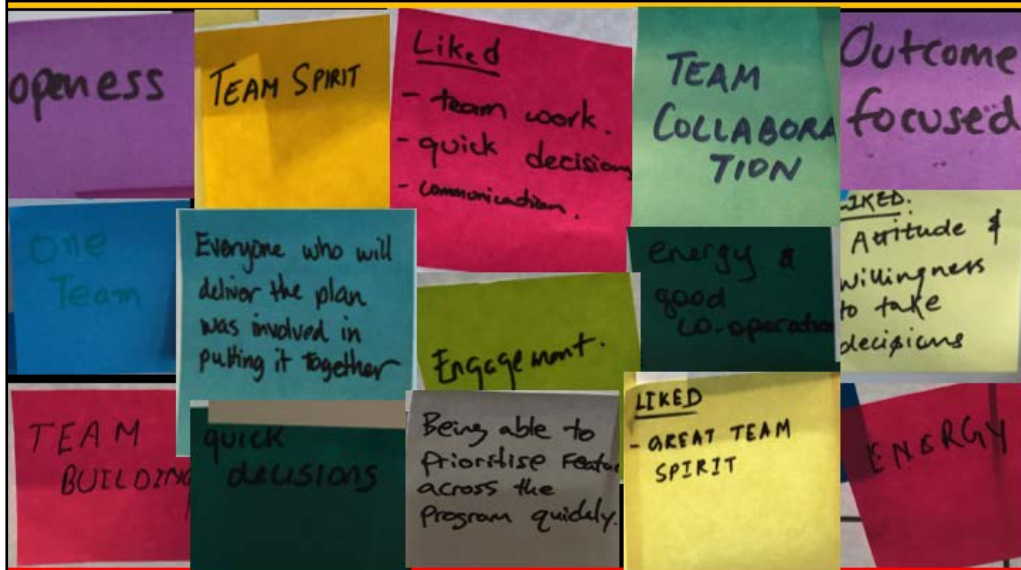 openess
TEAM SPIRIT
Liked
- team work.
- quick decisions
- communication.
TEAM
COLLABORA
TION
Outcome
focused
One
Team
Everyone who will
deliver the plan
was involved in
putting it together
Engagement.
energy &
good
co-operation
LIKED:
Attitude &
willingness
to take
decisions
TEAM
BUILDING
quick
decisions
Being able to
prioritise Featur
across the
program quickly.
LIKED
- GREAT TEAM
SPIRIT
ENERGY